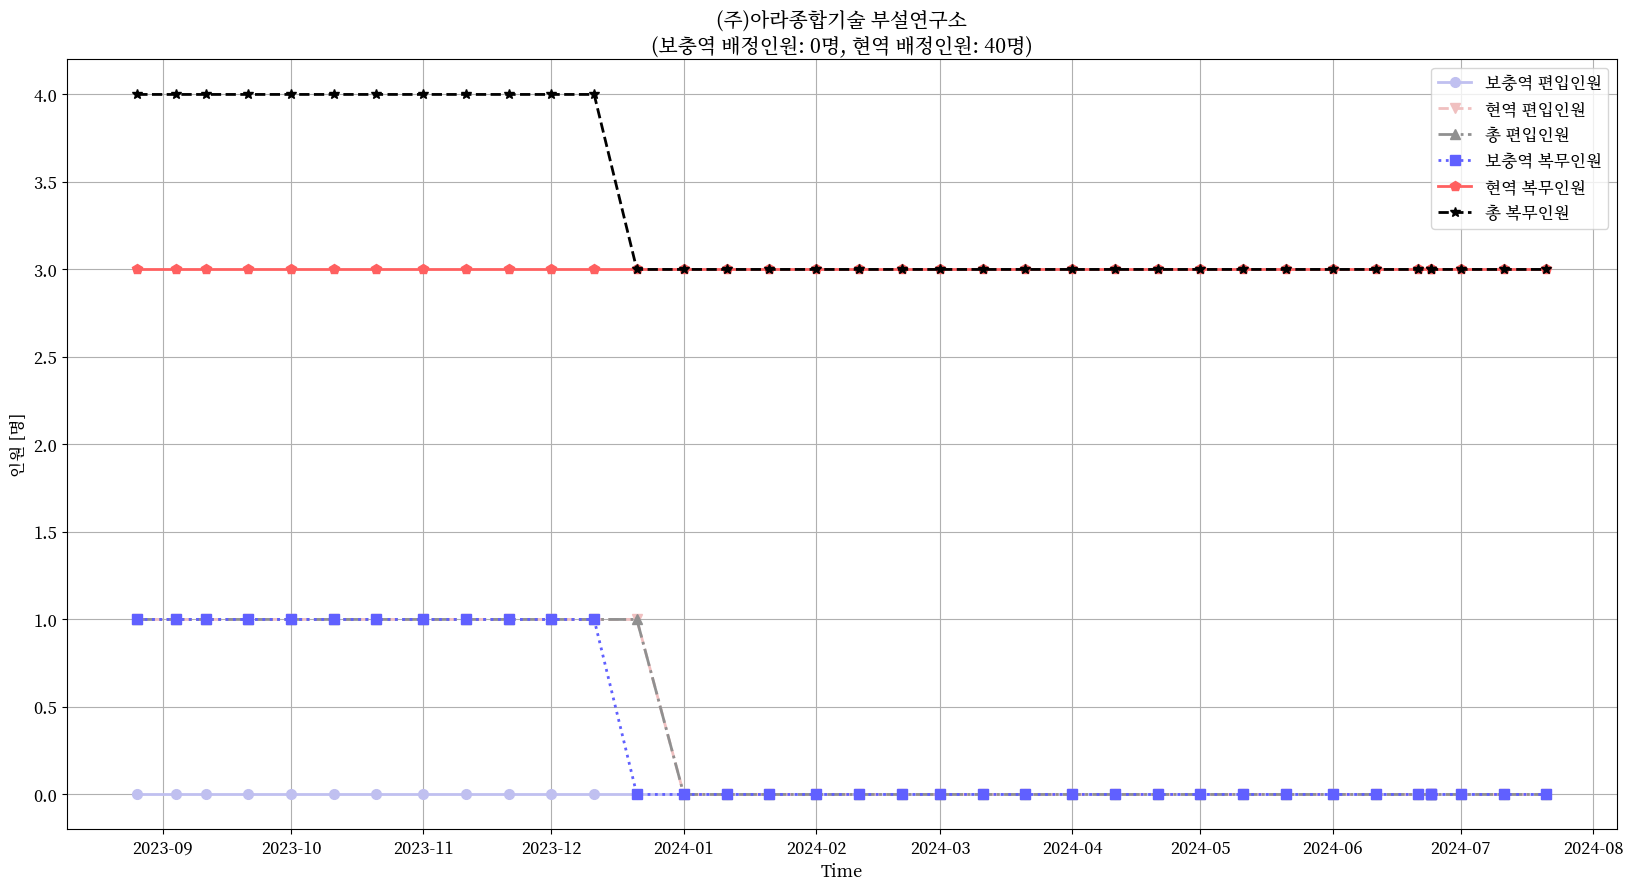 (주)아라종합기술 부설연구소
(보충역 배정인원: 0명, 현역 배정인원: 40명)
보충역 편입인원
현역 편입인원
총 편입인원
보충역 복무인원
현역 복무인원
총 복무인원
인원 [명]
4.0
3.5
3.0
2.5
2.0
1.5
1.0
0.5
0.0
2023-09 2023-10 2023-11 2023-12 2024-01 2024-02 2024-03 2024-04 2024-05 2024-06 2024-07 2024-08
Time